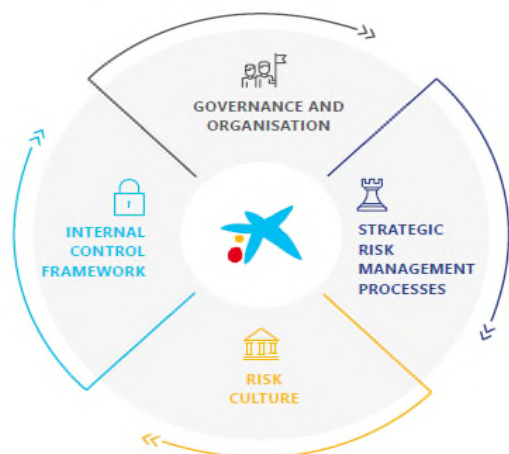 GOVERNANCE AND
ORGANISATION
INTERNAL
CONTROL
FRAMEWORK
STRATEGIC
RISK
MANAGEMENT
PROCESSES
RISK
CULTURE